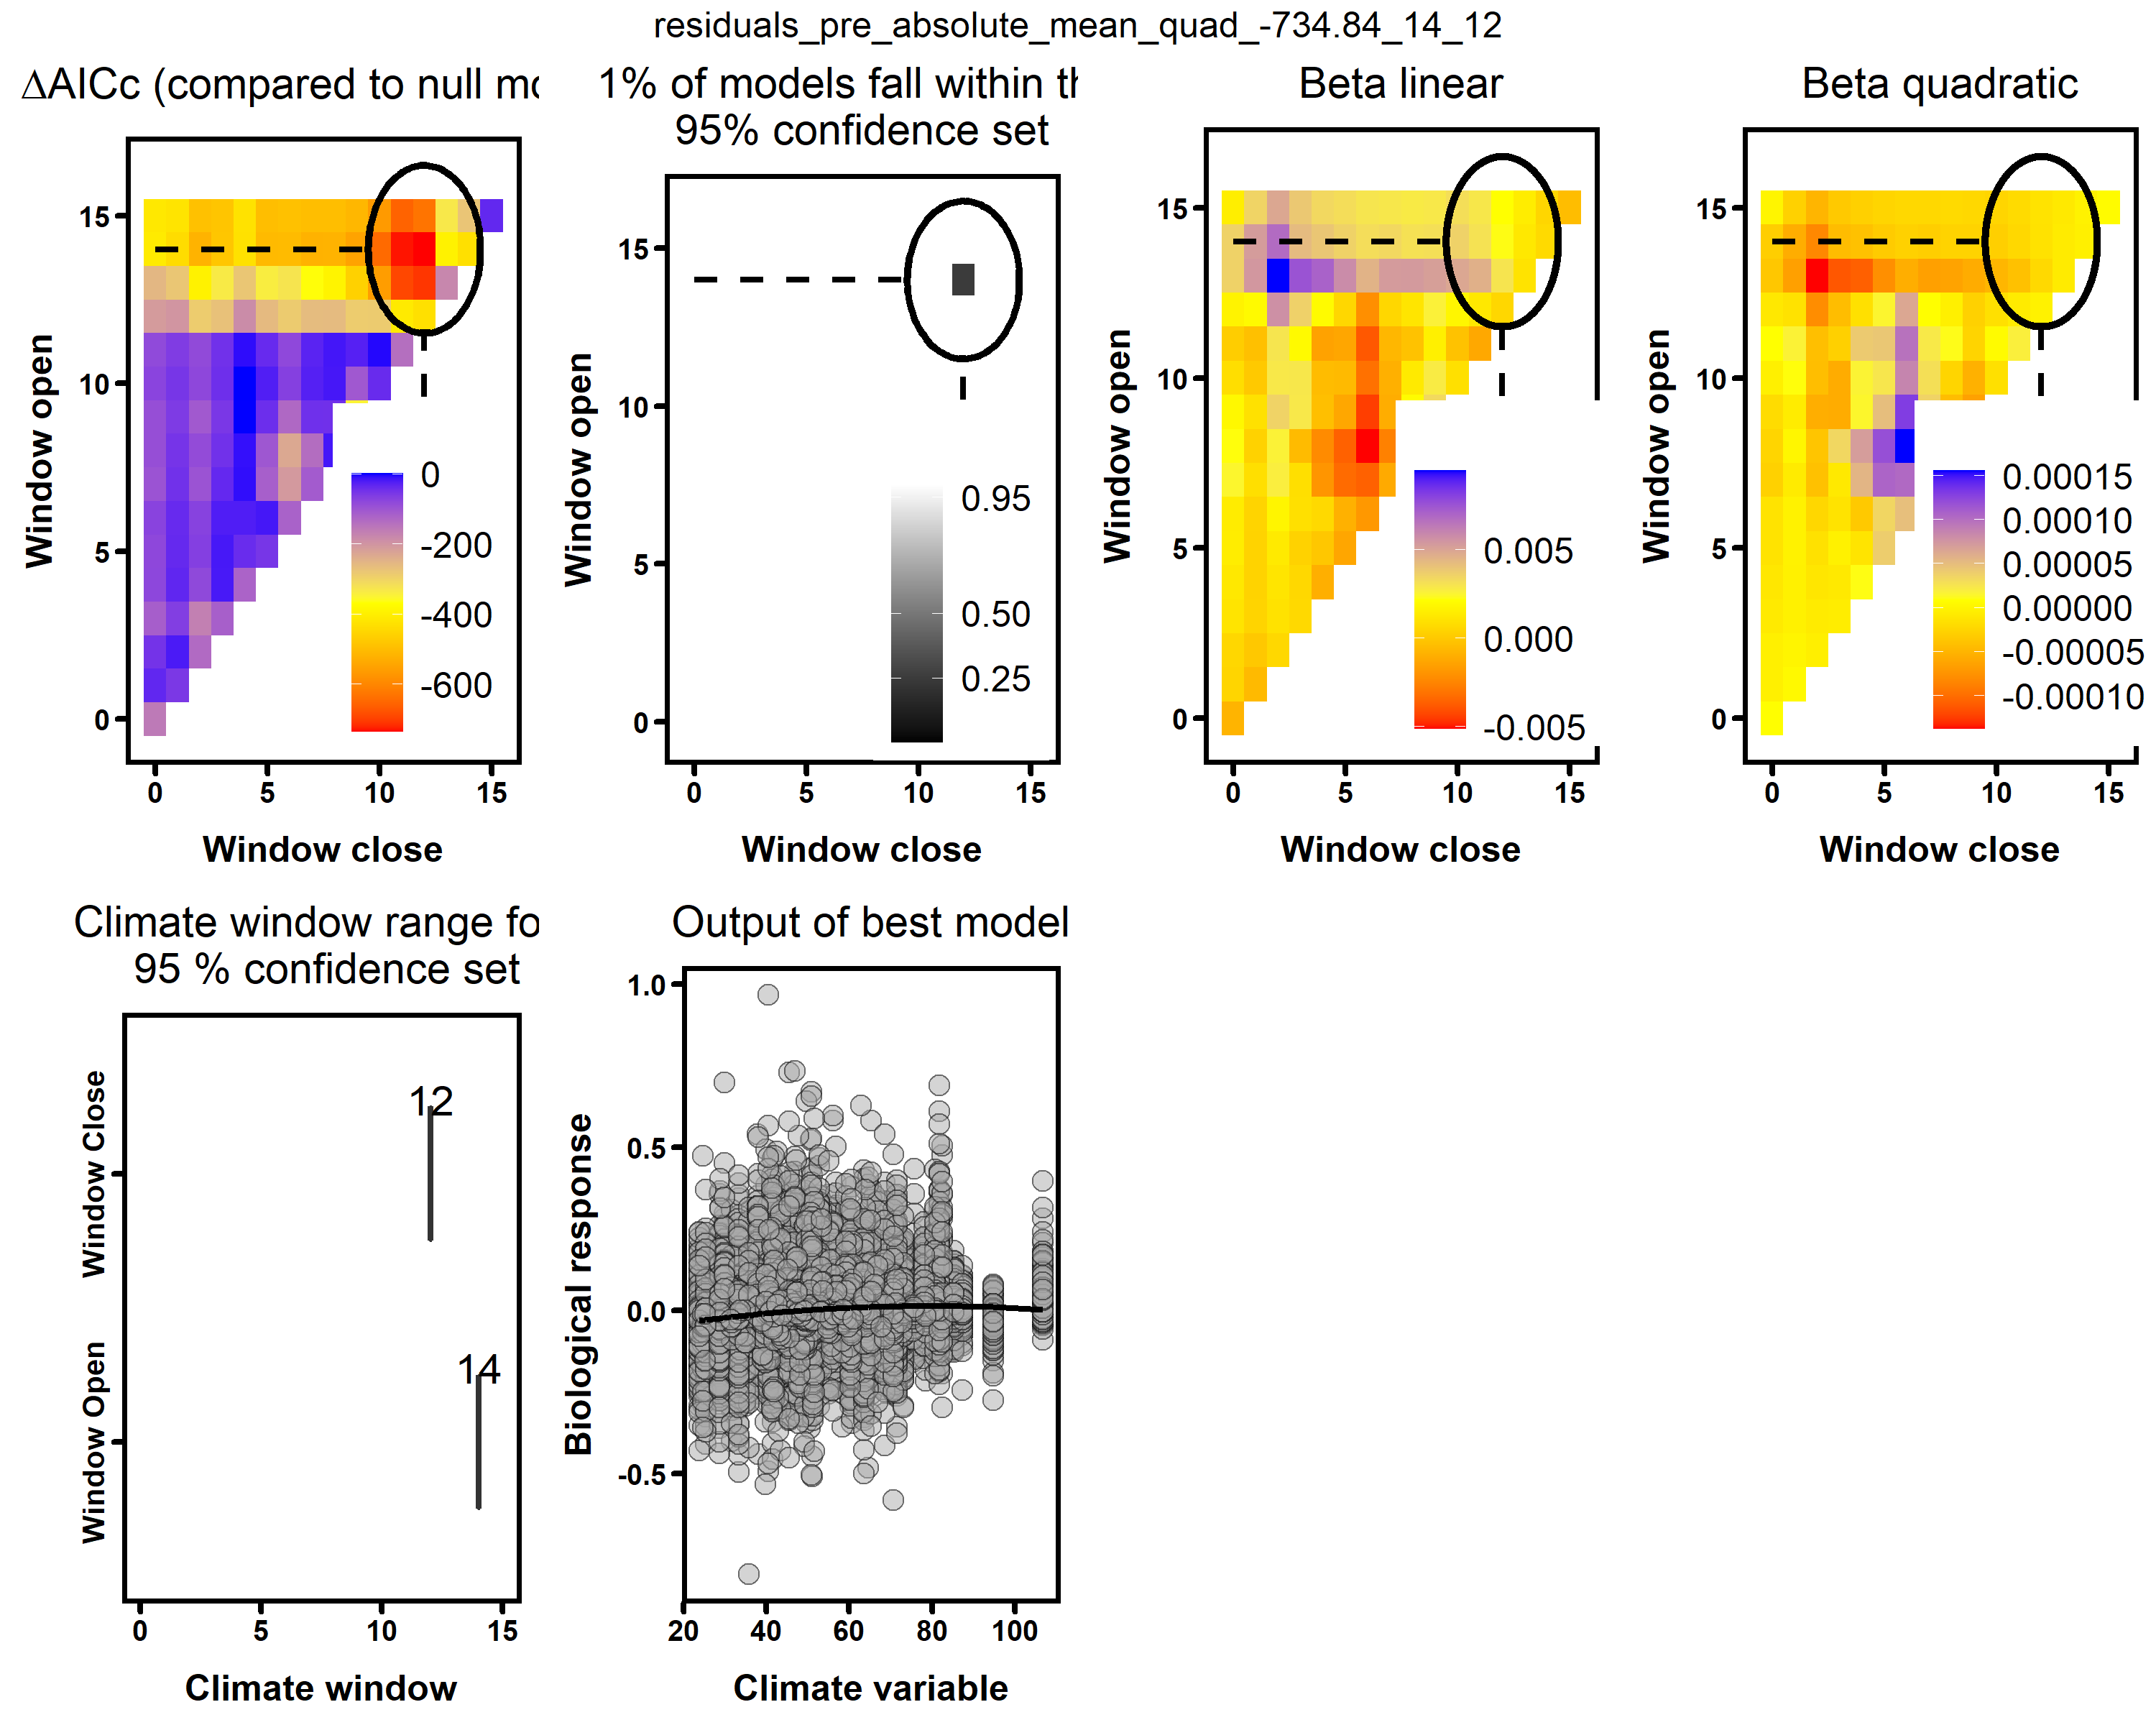 residuals_pre_absolute_mean_quad_-734.84_14_12
ΔAICc (compared to null mo
15
10
5
0
0
-200
-400
-600
0 5 10 15
Window open
Window close
1% of models fall within th
95% confidence set
15
10
5
0
0.95
0.50
0.25
0 5 10 15
Window open
Window close
Beta linear
15
10
5
0
0.005
0.000
-0.005
0 5 10 15
Window open
Window close
Beta quadratic
15
10
5
0
0.00015
0.00010
0.00005
0.00000
-0.00005
-0.00010
0 5 10 15
Window open
Window close
Climate window range fo
95 % confidence set
Window Close
12
Window Open
14
0 5 10 15
Climate window
Output of best model
1.0
0.5
0.0
-0.5
20 40 60 80 100
Biological response
Climate variable